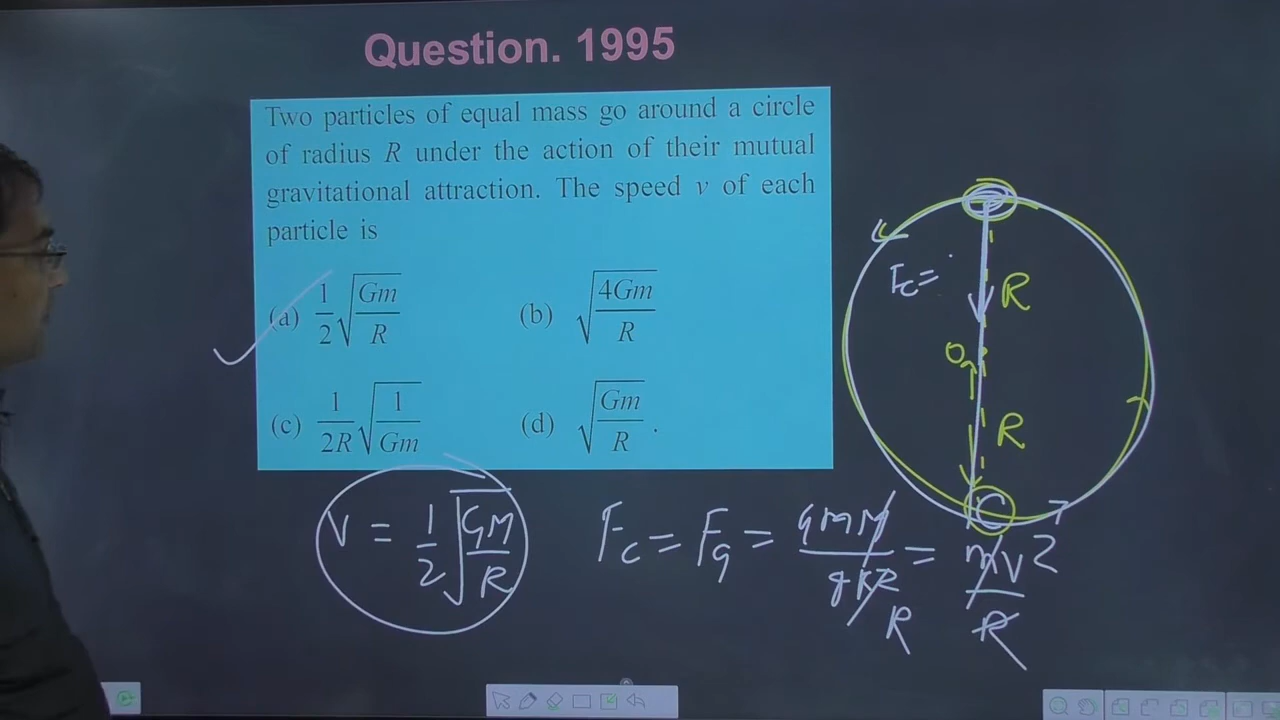 Question. 1995
Two particles of equal mass go around a circle
of radius R under the action of their mutual
gravitational attraction. The speed v of each
particle is
(a) 1/2 √(Gm/R) (b) √(4Gm/R)
(c) 1/2R √(1/Gm) (d) √(Gm/R) .
Fc=
R
O
R
V = 1/2 √(GM/R)
Fc = Fg = GMM/R = mv²/R